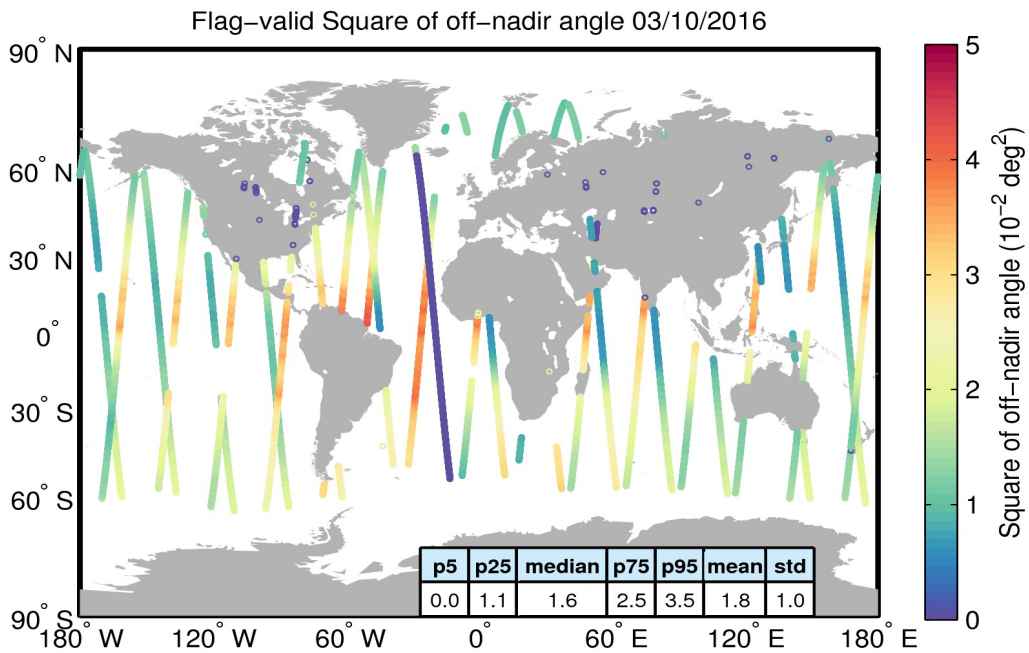 Flag−valid Square of off−nadir angle 03/10/2016
90° N
60° N
30° N
0°
30° S
60° S
90° S
180° W
120° W
60° W
0°
60° E
120° E
180° E
p5 p25 median p75 p95 mean std
0.0 1.1 1.6 2.5 3.5 1.8 1.0
5
4
3
2
1
0
Square of off−nadir angle (10⁻² deg²)